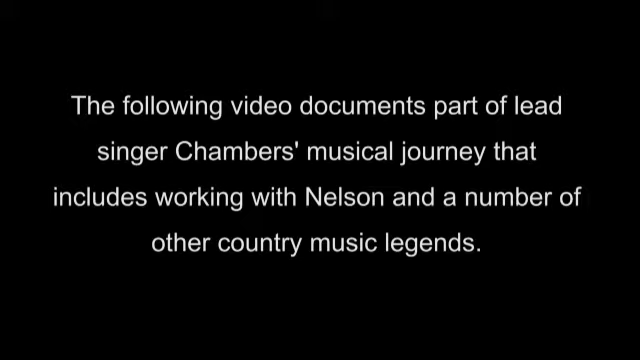 The following video documents part of lead
singer Chambers' musical journey that
includes working with Nelson and a number of
other country music legends.